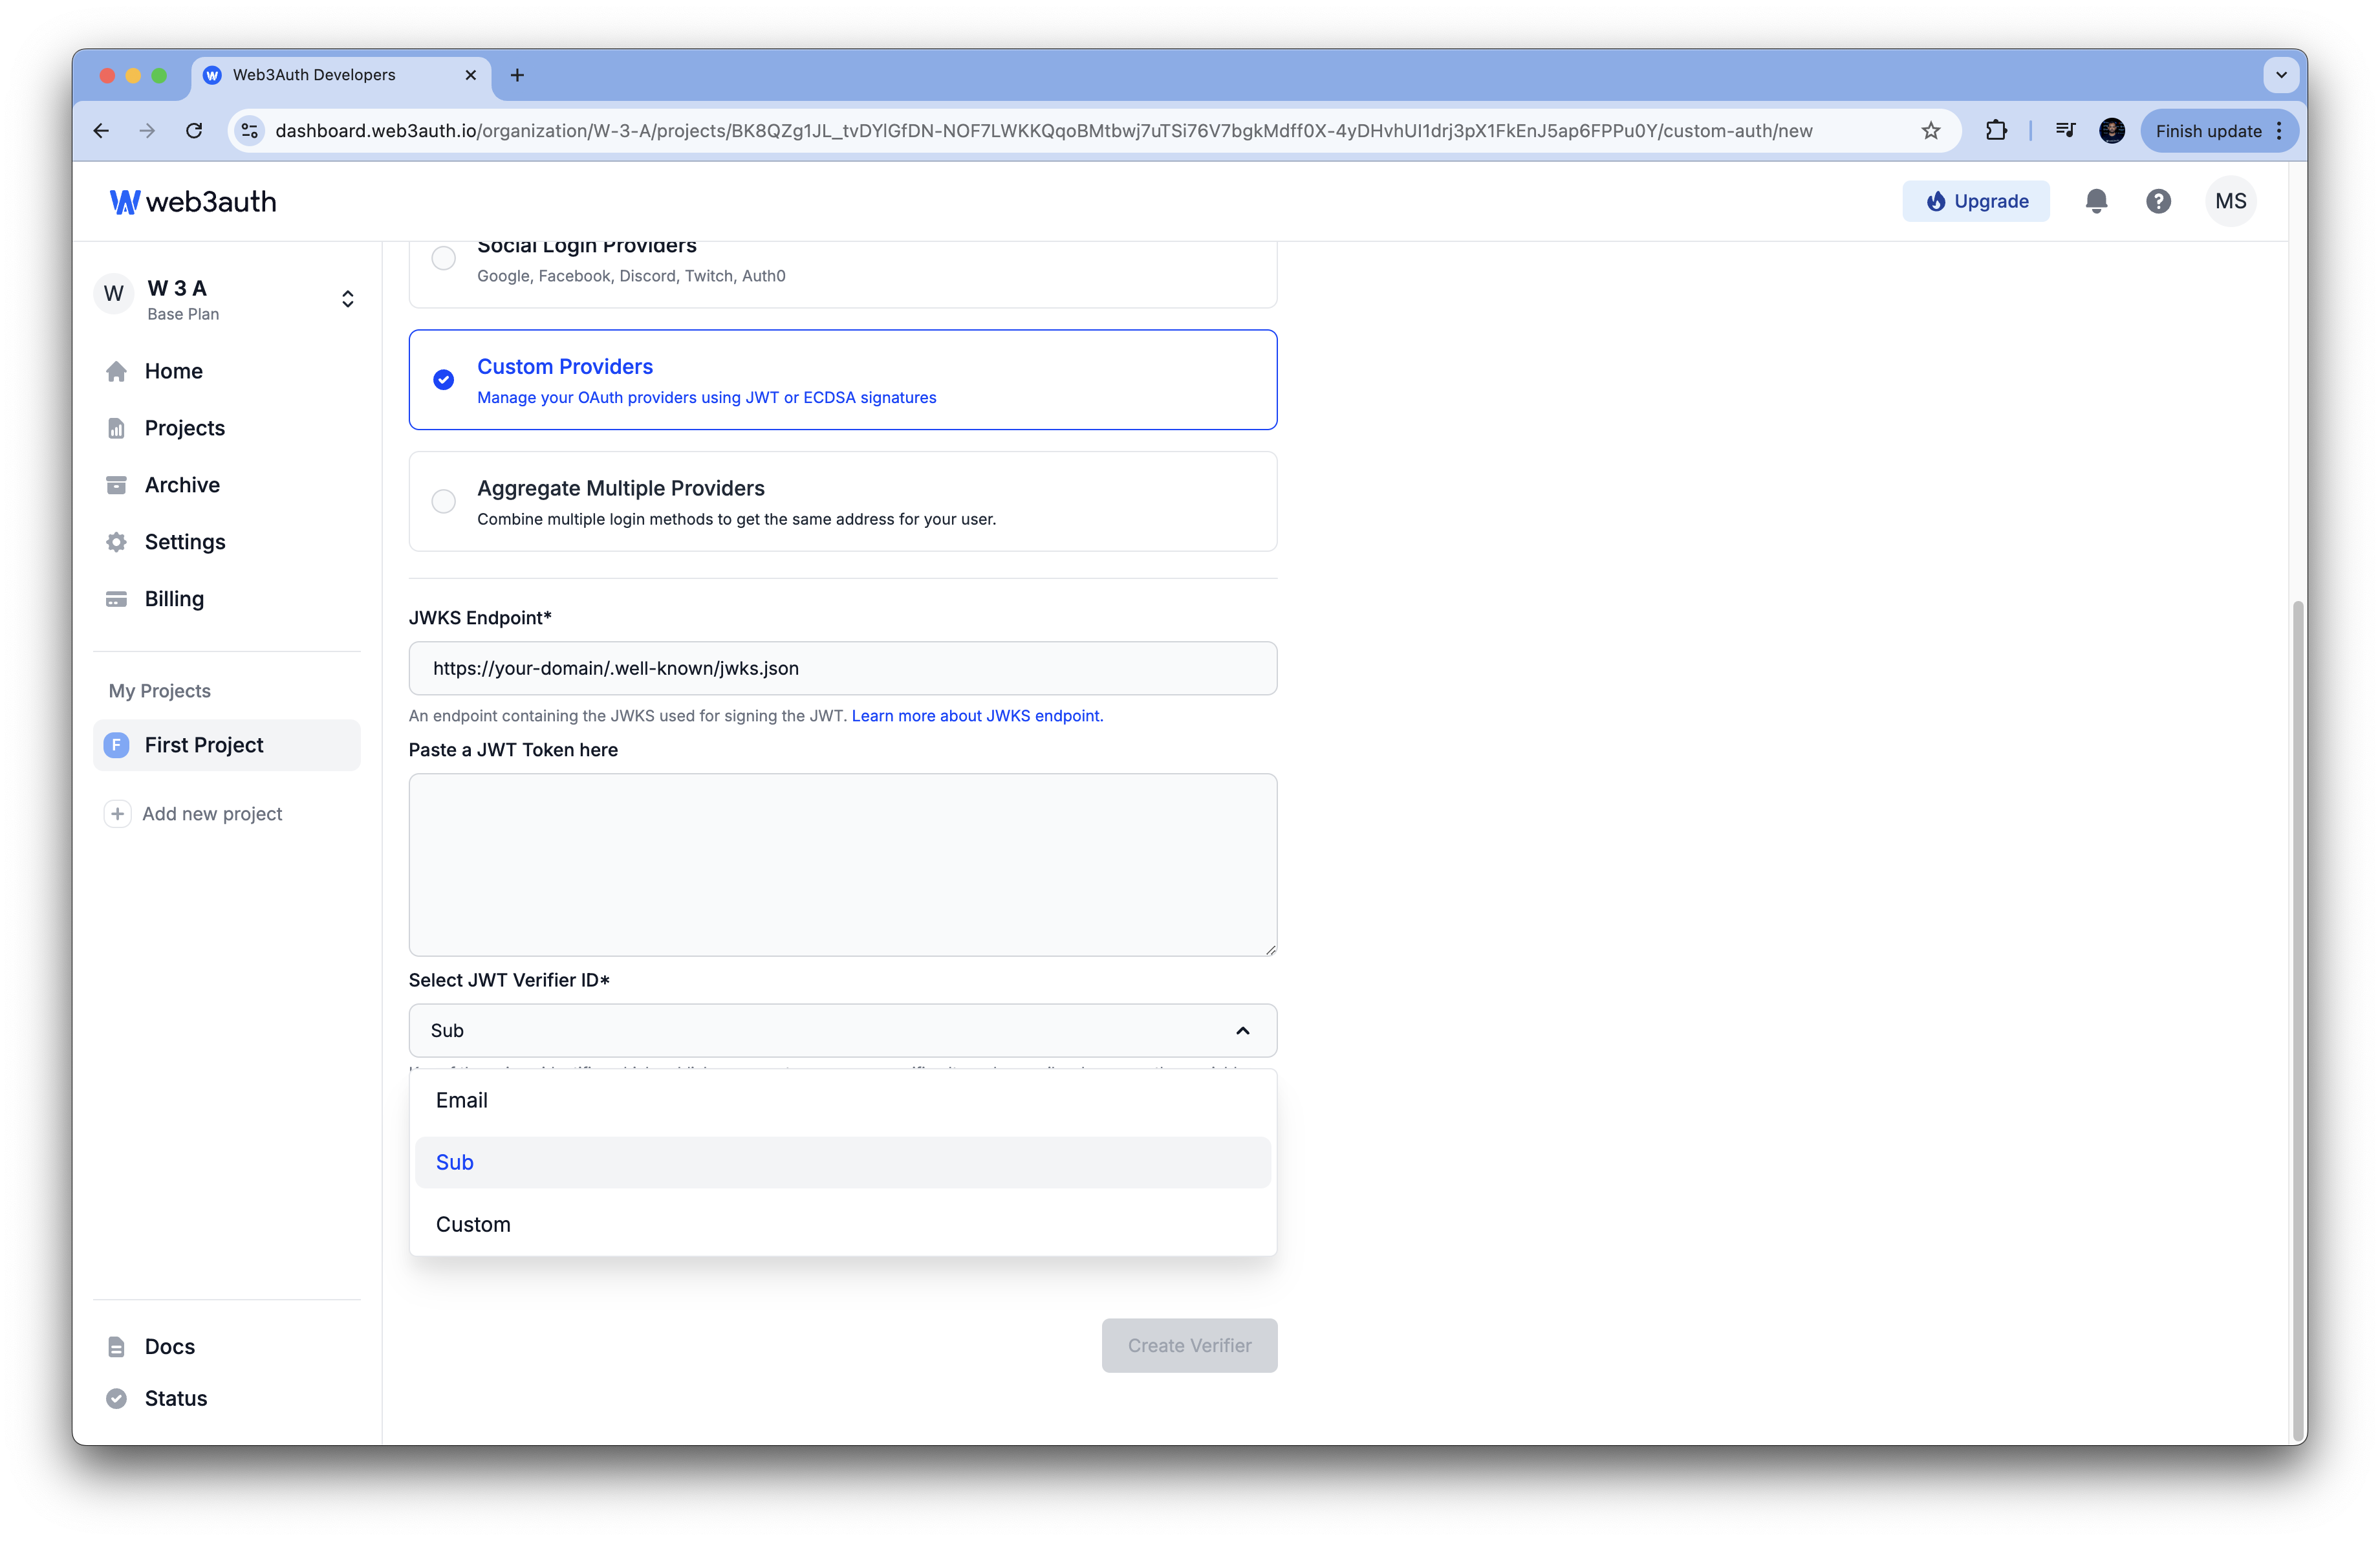 Web3Auth Developers
dashboard.web3auth.io/organization/W-3-A/projects/BK8QZg1JL_tvDYlGfDN-NOF7LWKKQqoBMtbwj7uTSi76V7bgkMdff0X-4yDHvhUI1drj3pX1FkEnJ5ap6FPPu0Y/custom-auth/new
Finish update
web3auth
Upgrade
MS
W
W 3 A
Base Plan
Home
Projects
Archive
Settings
Billing
My Projects
F
First Project
Add new project
Docs
Status
Social Login Providers
Google, Facebook, Discord, Twitch, Auth0
Custom Providers
Manage your OAuth providers using JWT or ECDSA signatures
Aggregate Multiple Providers
Combine multiple login methods to get the same address for your user.
JWKS Endpoint*
https://your-domain/.well-known/jwks.json
An endpoint containing the JWKS used for signing the JWT. Learn more about JWKS endpoint.
Paste a JWT Token here
Select JWT Verifier ID*
Sub
Email
Sub
Custom
Create Verifier